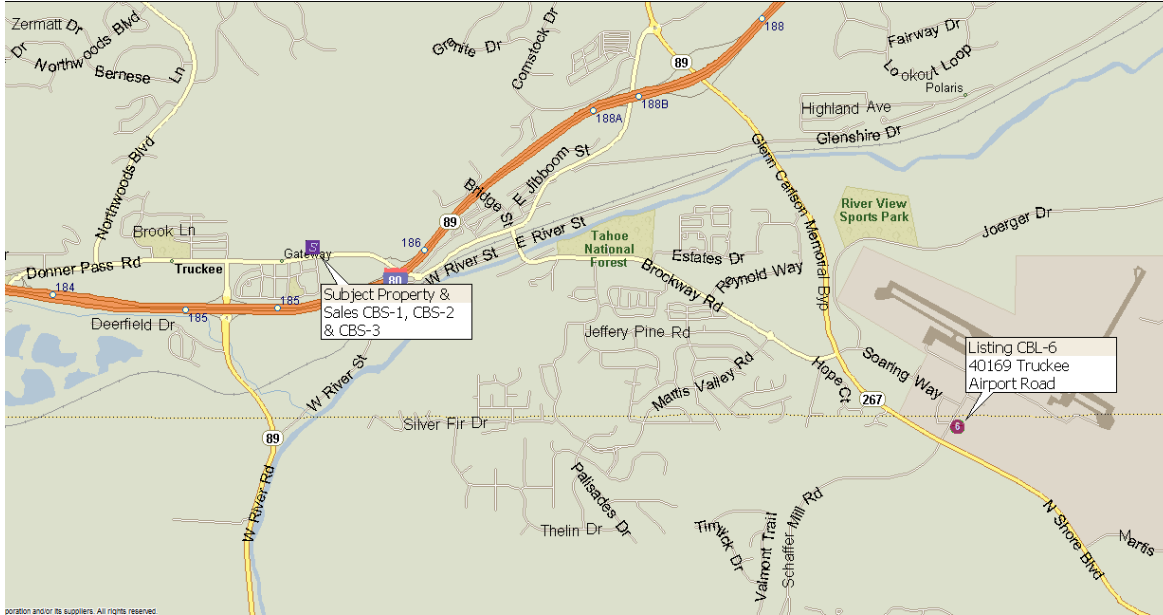 Zermatt Dr
Dr
Northwoods Blvd
Bernese
Ln
Northwoods Blvd
Granite Dr
Comstock Dr
188
89
188B
188A
Fairway Dr
Lookout Loop
Polaris
Highland Ave
Glenshire Dr
Glenn Carlson Memorial Byp
E Jibboom St
Bridge St
89
186
E River St
W River St
Brook Ln
Gateway
S
Donner Pass Rd
Truckee
80
184
185
185
Deerfield Dr
Subject Property &
Sales CBS-1, CBS-2
& CBS-3
Tahoe
National
Forest
Estates Dr
Reynold Way
Brockway Rd
River View
Sports Park
Joerger Dr
Jeffery Pine Rd
Martis Valley Rd
Hope Ct
Soaring Way
267
Listing CBL-6
40169 Truckee
Airport Road
6
W River St
89
W River Rd
Silver Fir Dr
Palisades Dr
Thelin Dr
Timilick Dr
Valmont Trail
Schaffer Mill Rd
N Shore Blvd
Martis
poration and/or its suppliers. All rights reserved.